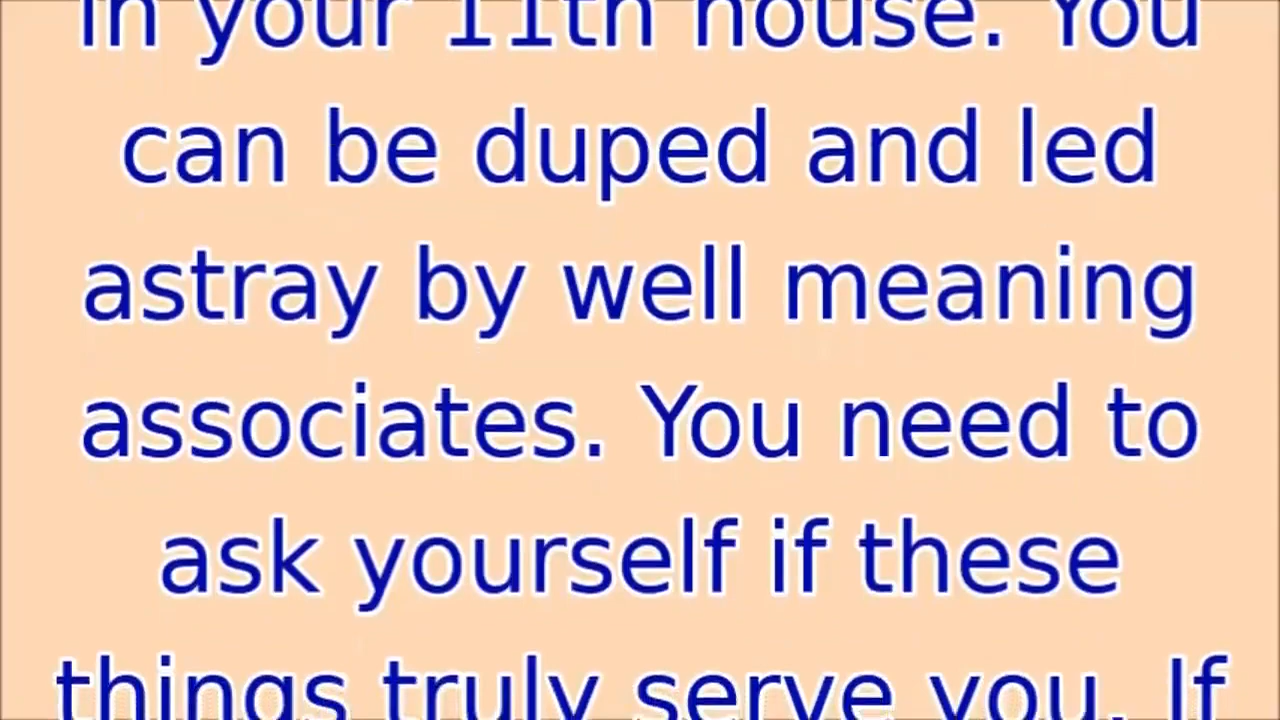 in your 11th house. You
can be duped and led
astray by well meaning
associates. You need to
ask yourself if these
things truly serve you. If